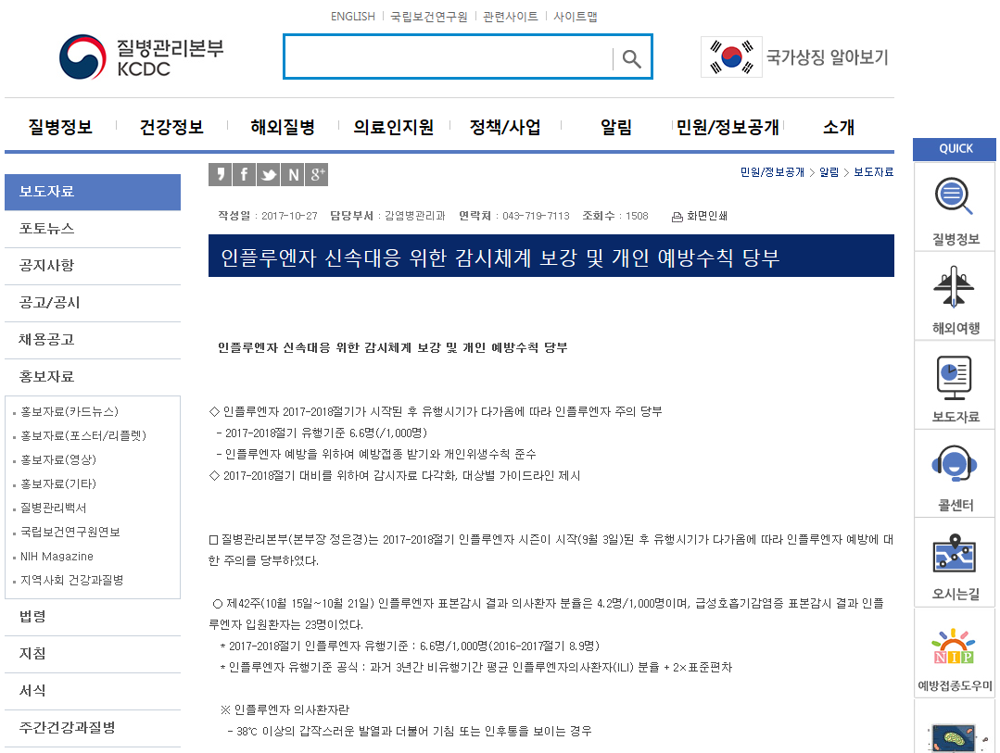 ENGLISH 국립보건연구원 관련사이트 사이트맵
질병관리본부
KCDC
국가상징 알아보기
질병정보 건강정보 해외질병 의료인지원 정책/사업 알림 민원/정보공개 소개
QUICK
질병정보
해외여행
보도자료
콜센터
오시는길
NIP
예방접종도우미
보도자료
포토뉴스
공지사항
공고/공시
채용공고
홍보자료
홍보자료(카드뉴스)
홍보자료(포스터/리플렛)
홍보자료(영상)
홍보자료(기타)
질병관리백서
국립보건연구원연보
NIH Magazine
지역사회 건강과질병
법령
지침
서식
주간건강과질병
f N g+
민원/정보공개 > 알림 > 보도자료
작성일 : 2017-10-27 담당부서 : 감염병관리과 연락처 : 043-719-7113 조회수 : 1508 화면인쇄
인플루엔자 신속대응 위한 감시체계 보강 및 개인 예방수칙 당부
인플루엔자 신속대응 위한 감시체계 보강 및 개인 예방수칙 당부
◇ 인플루엔자 2017-2018절기가 시작된 후 유행시기가 다가옴에 따라 인플루엔자 주의 당부
- 2017-2018절기 유행기준 6.6명(/1,000명)
- 인플루엔자 예방을 위하여 예방접종 받기와 개인위생수칙 준수
◇ 2017-2018절기 대비를 위하여 감시자료 다각화, 대상별 가이드라인 제시
□ 질병관리본부(본부장 정은경)는 2017-2018절기 인플루엔자 시즌이 시작(9월 3일)된 후 유행시기가 다가옴에 따라 인플루엔자 예방에 대
한 주의를 당부하였다.
○ 제42주(10월 15일~10월 21일) 인플루엔자 표본감시 결과 의사환자 분율은 4.2명/1,000명이며, 급성호흡기감염증 표본감시 결과 인플
루엔자 입원환자는 23명이었다.
* 2017-2018절기 인플루엔자 유행기준 : 6.6명/1,000명(2016-2017절기 8.9명)
* 인플루엔자 유행기준 공식 : 과거 3년간 비유행기간 평균 인플루엔자의사환자(ILI) 분율 + 2×표준편차
※ 인플루엔자 의사환자란
- 38℃ 이상의 갑작스러운 발열과 더불어 기침 또는 인후통을 보이는 경우